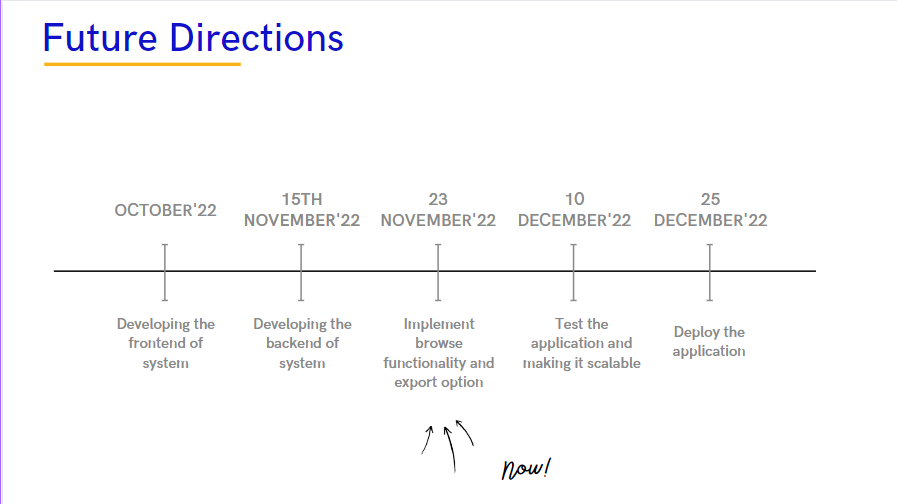 Future Directions
OCTOBER'22
15TH
NOVEMBER'22
23
NOVEMBER'22
10
DECEMBER'22
25
DECEMBER'22
Developing the
frontend of
system
Developing the
backend of
system
Implement
browse
functionality and
export option
Test the
application and
making it scalable
Deploy the
application
Now!